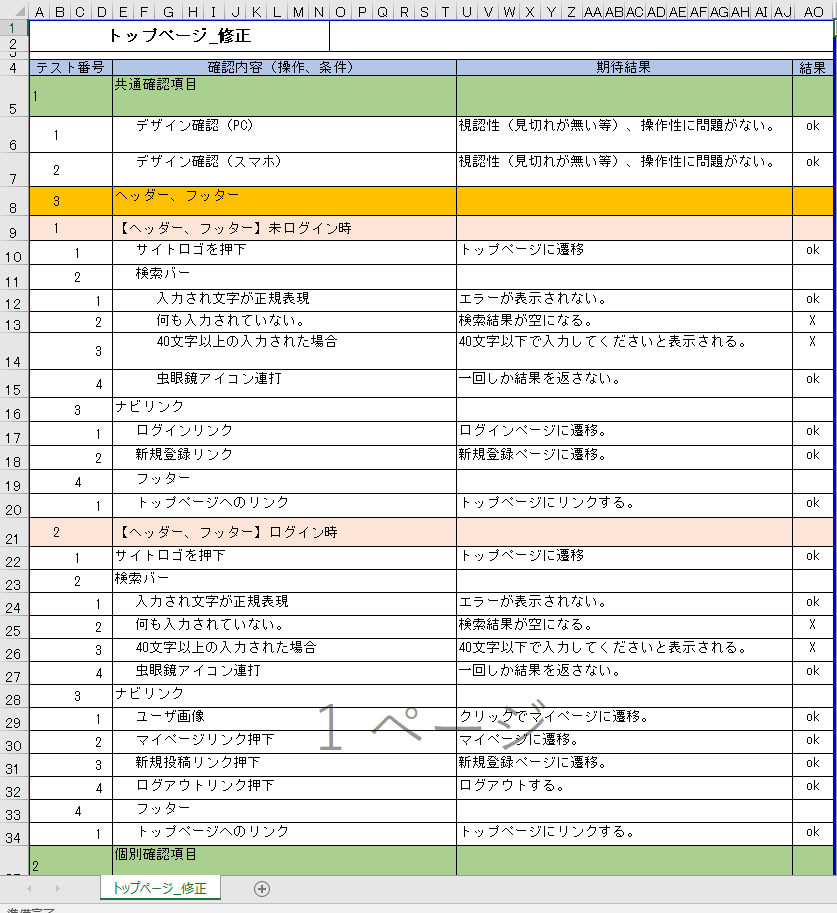 A B C D E F G H I J K L M N O P Q R S T U V W X Y Z AA AB AC AD AE AF AG AH AI AJ AO
1 トップページ_修正
2
3
4 テスト番号 確認内容（操作、条件） 期待結果 結果
5 1 共通確認項目
6 1 デザイン確認（PC） 視認性（見切れが無い等）、操作性に問題がない。 ok
7 2 デザイン確認（スマホ） 視認性（見切れが無い等）、操作性に問題がない。 ok
8 3 ヘッダー、フッター
9 1 【ヘッダー、フッター】未ログイン時
10 1 サイトロゴを押下 トップページに遷移 ok
11 2 検索バー
12 1 入力され文字が正規表現 エラーが表示されない。 ok
13 2 何も入力されていない。 検索結果が空になる。 X
14 3 40文字以上の入力された場合 40文字以下で入力してくださいと表示される。 X
15 4 虫眼鏡アイコン連打 一回しか結果を返さない。 ok
16 3 ナビリンク
17 1 ログインリンク ログインページに遷移。 ok
18 2 新規登録リンク 新規登録ページに遷移。 ok
19 4 フッター
20 1 トップページへのリンク トップページにリンクする。 ok
21 2 【ヘッダー、フッター】ログイン時
22 1 サイトロゴを押下 トップページに遷移 ok
23 2 検索バー
24 1 入力され文字が正規表現 エラーが表示されない。 ok
25 2 何も入力されていない。 検索結果が空になる。 X
26 3 40文字以上の入力された場合 40文字以下で入力してくださいと表示される。 X
27 4 虫眼鏡アイコン連打 一回しか結果を返さない。 ok
28 3 ナビリンク
29 1 ユーザ画像 クリックでマイページに遷移。 ok
1 ページ
30 2 マイページリンク押下 マイページに遷移。 ok
31 3 新規投稿リンク押下 新規登録ページに遷移。 ok
32 4 ログアウトリンク押下 ログアウトする。 ok
33 4 フッター
34 1 トップページへのリンク トップページにリンクする。 ok
2 個別確認項目
トップページ_修正
準備完了